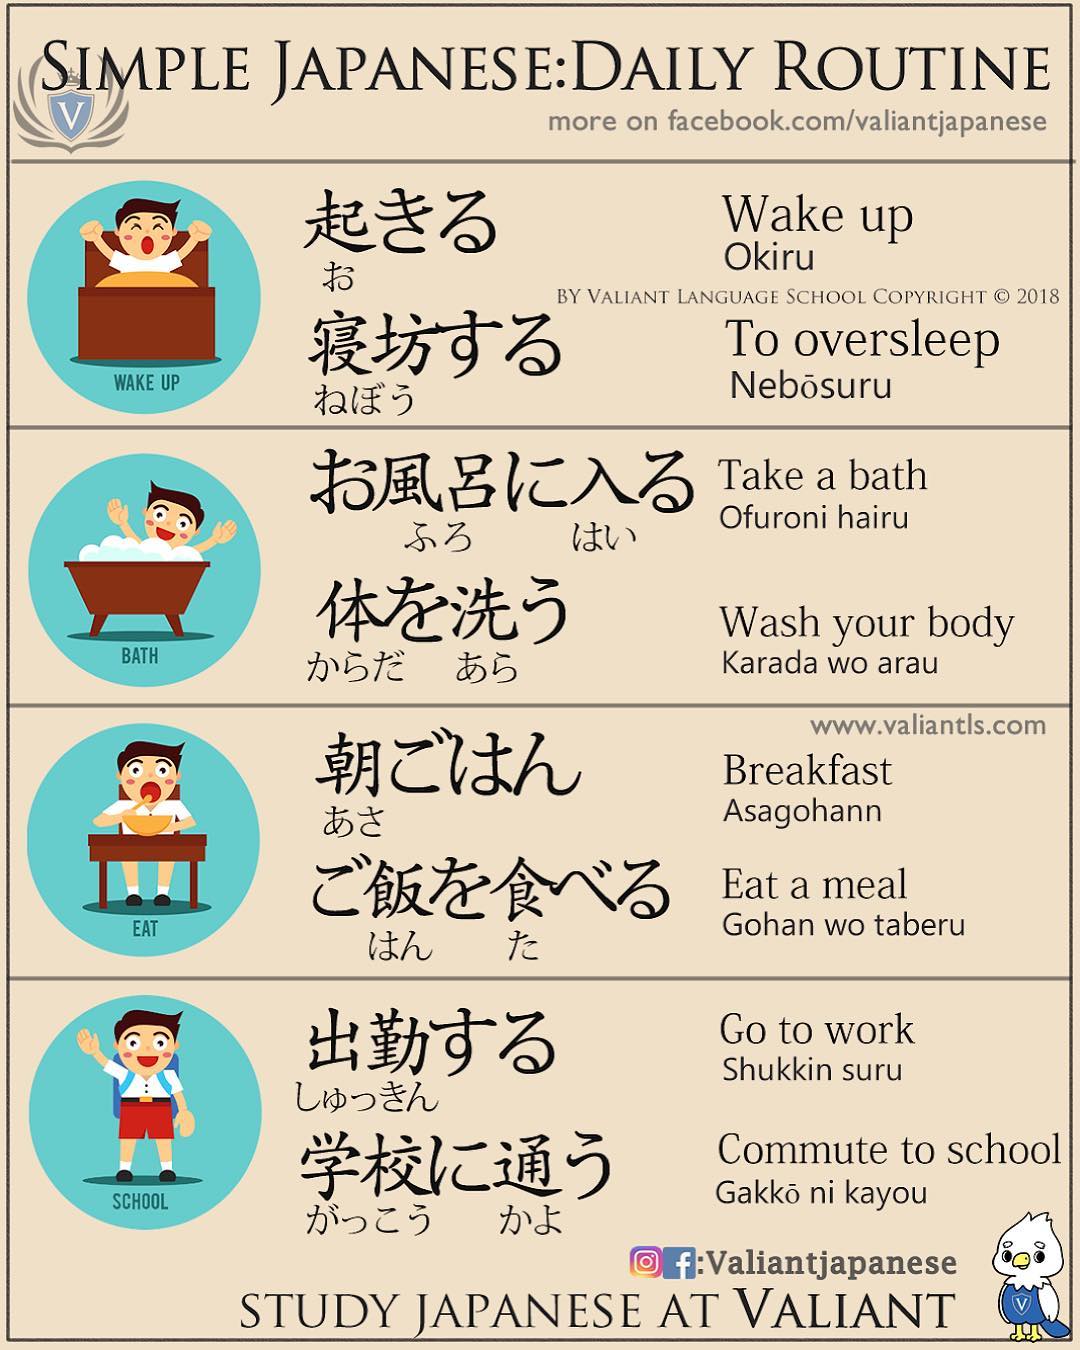 SIMPLE JAPANESE:DAILY ROUTINE
V
more on facebook.com/valiantjapanese
起きる
お
Wake up
Okiru
BY VALIANT LANGUAGE SCHOOL COPYRIGHT © 2018
寝坊する
ねぼう
To oversleep
Nebōsuru
WAKE UP
お風呂に入る
ふろ はい
Take a bath
Ofuroni hairu
体を洗う
からだ あら
Wash your body
Karada wo arau
BATH
www.valiantls.com
朝ごはん
あさ
Breakfast
Asagohann
ご飯を食べる
はん た
Eat a meal
Gohan wo taberu
EAT
出勤する
しゅっきん
Go to work
Shukkin suru
学校に通う
がっこう かよ
Commute to school
Gakkō ni kayou
SCHOOL
:Valiantjapanese
STUDY JAPANESE AT VALIANT
V